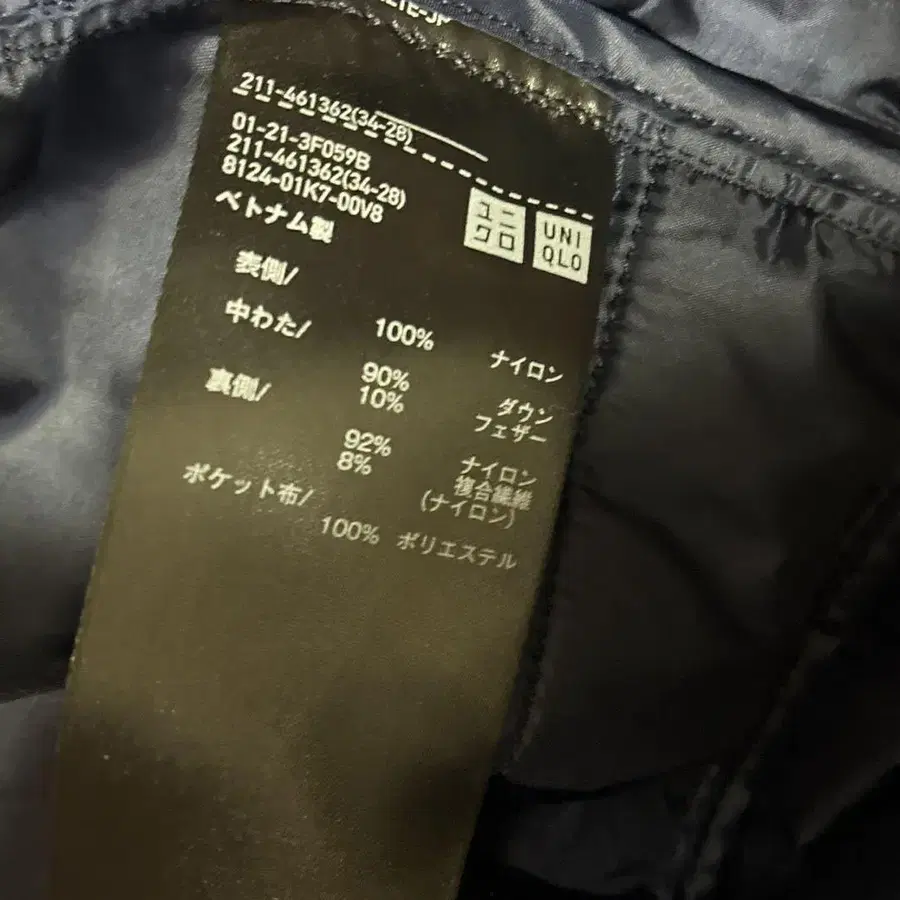 211-461362(34-28)
01-21-3F059B
211-461362(34-28)
8124-01K7-00V8
ベトナム製
ユニ
クロ
UNI
QLO
表側/
100% ナイロン
中わた/
90% ダウン
10% フェザー
裏側/
92% ナイロン
8% 複合繊維
(ナイロン)
ポケット布/
100% ポリエステル